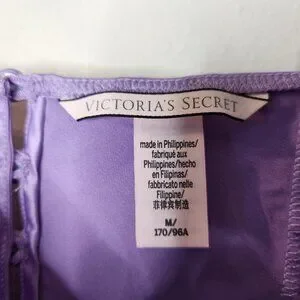 VICTORIA'S SECRET
made in Philippines/
fabriqué aux
Philippines/hecho
en Filipinas/
fabbricato nelle
Filippine/
菲律宾制造
M/
170/96A